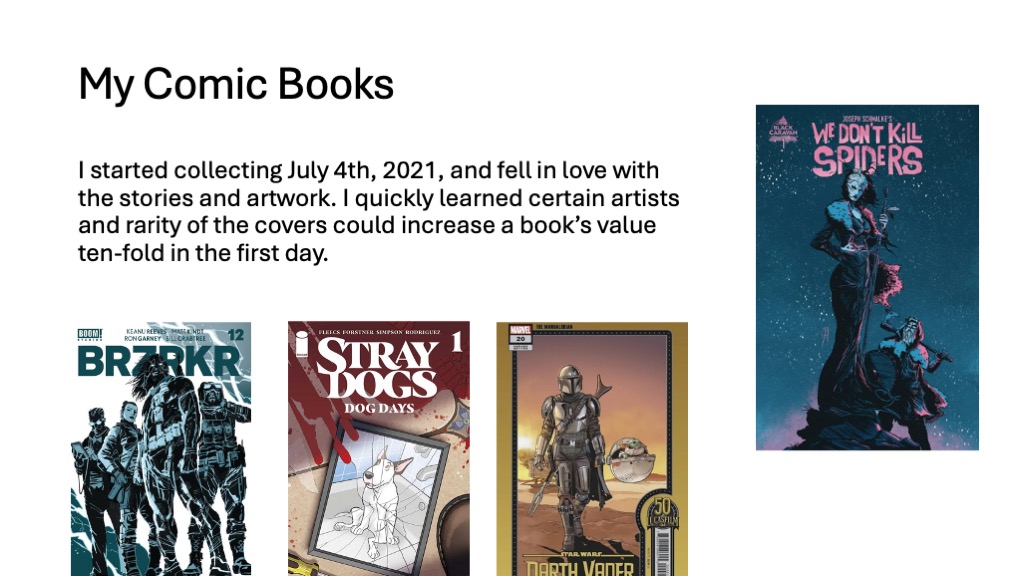 My Comic Books
I started collecting July 4th, 2021, and fell in love with
the stories and artwork. I quickly learned certain artists
and rarity of the covers could increase a book’s value
ten-fold in the first day.
BLACK
CARAVAN
JOSEPH SCHMALKE'S
WE DON'T KILL
SPIDERS
BOOM!
STUDIOS
KEANU REEVES MATT KINDT
RON GARNEY BILL CRABTREE
12
BRZRKR
FLEECS FORSTNER SIMPSON RODRIGUEZ
image
STRAY
DOGS
1
DOG DAYS
MARVEL
THE MANDALORIAN
20
50
LUCASFILM
STAR WARS
DARTH VADER